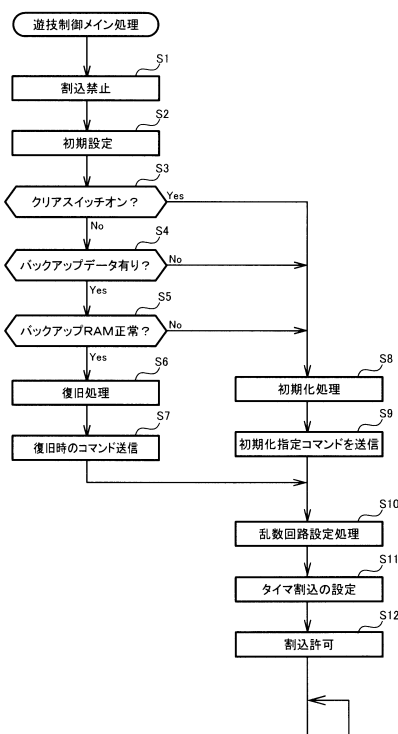 遊技制御メイン処理
S1
割込禁止
S2
初期設定
S3
クリアスイッチオン？
Yes
No
S4
バックアップデータ有り？
No
Yes
S5
バックアップRAM正常？
No
Yes
S6
復旧処理
S7
復旧時のコマンド送信
S8
初期化処理
S9
初期化指定コマンドを送信
S10
乱数回路設定処理
S11
タイマ割込の設定
S12
割込許可